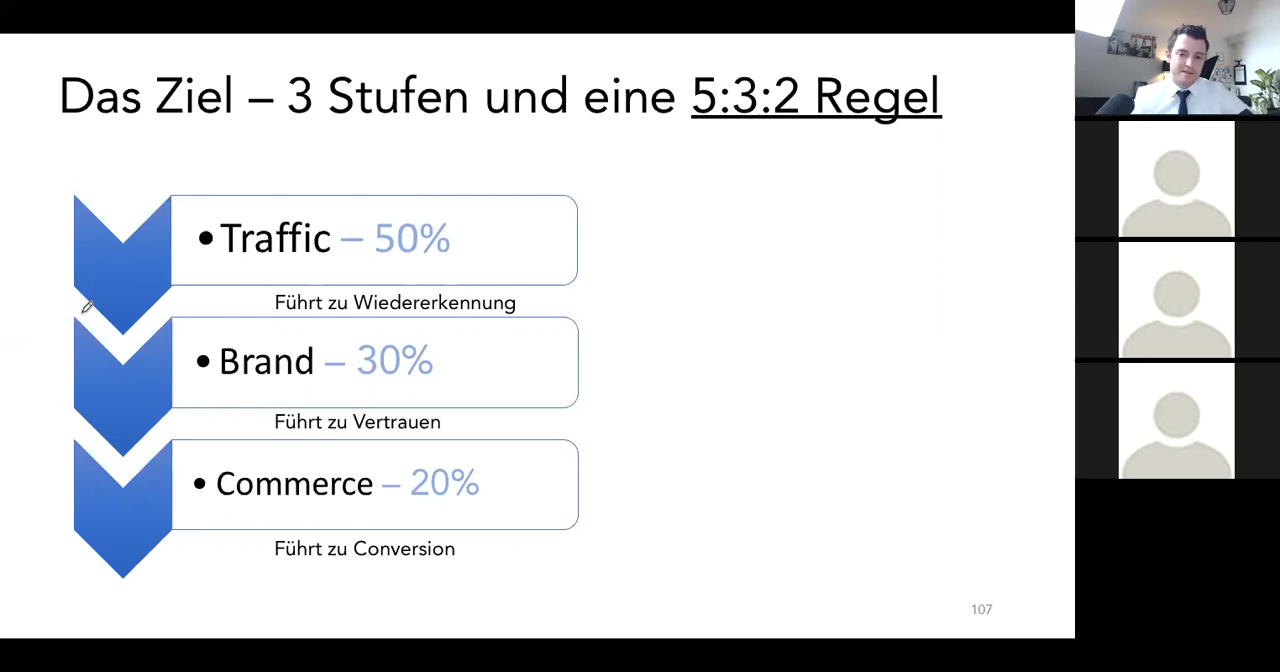 Das Ziel – 3 Stufen und eine 5:3:2 Regel
•Traffic – 50%
Führt zu Wiedererkennung
•Brand – 30%
Führt zu Vertrauen
• Commerce – 20%
Führt zu Conversion
107